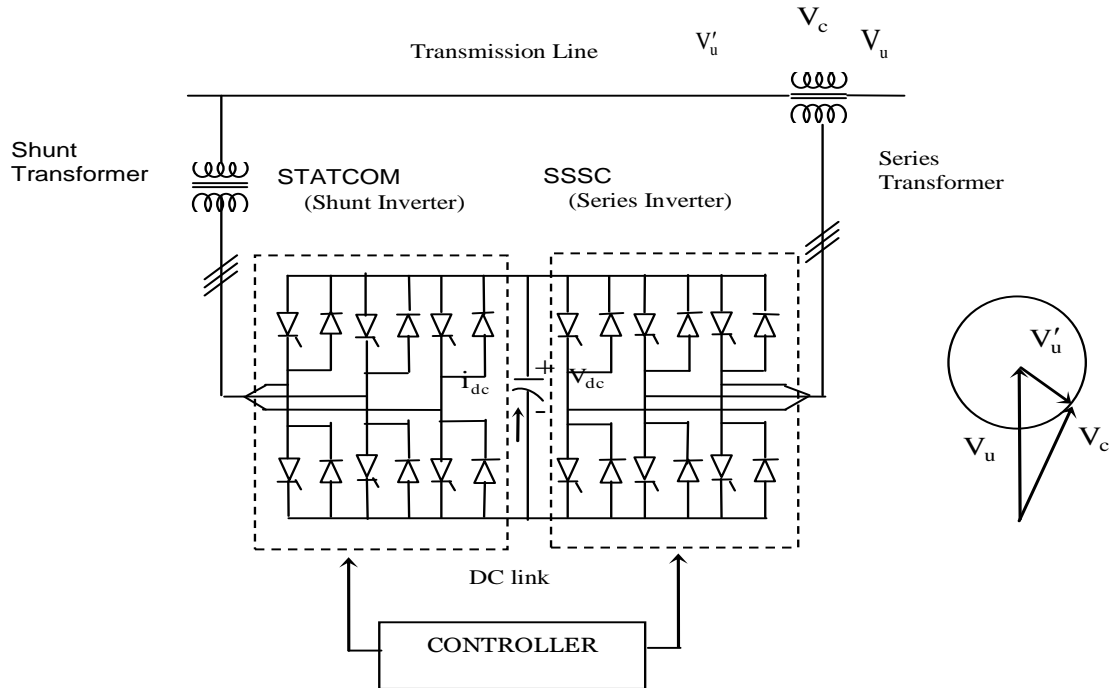 V_c
Transmission Line V'_u V_u
Shunt
Transformer
STATCOM
(Shunt Inverter)
SSSC
(Series Inverter)
Series
Transformer
i_dc + v_dc
-
DC link
CONTROLLER
V'_u
V_u
V_c